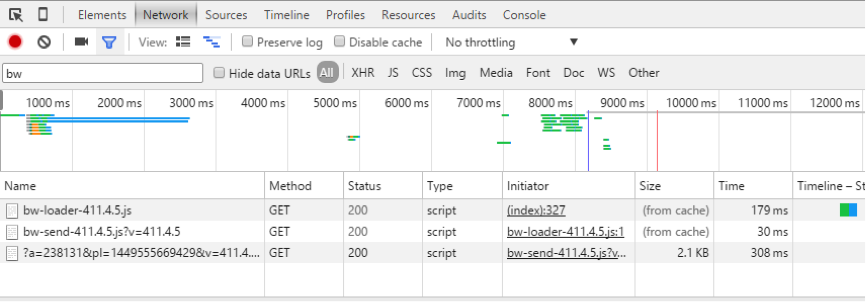 Elements Network Sources Timeline Profiles Resources Audits Console
View: Preserve log Disable cache No throttling ▼
bw Hide data URLs All XHR JS CSS Img Media Font Doc WS Other
1000 ms 2000 ms 3000 ms 4000 ms 5000 ms 6000 ms 7000 ms 8000 ms 9000 ms 10000 ms 11000 ms 12000 ms
Name Method Status Type Initiator Size Time Timeline – St
bw-loader-411.4.5.js GET 200 script (index):327 (from cache) 179 ms
bw-send-411.4.5.js?v=411.4.5 GET 200 script bw-loader-411.4.5.js:1 (from cache) 30 ms
?a=238131&pl=1449555669429&v=411.4.... GET 200 script bw-send-411.4.5.js?v... 2.1 KB 308 ms